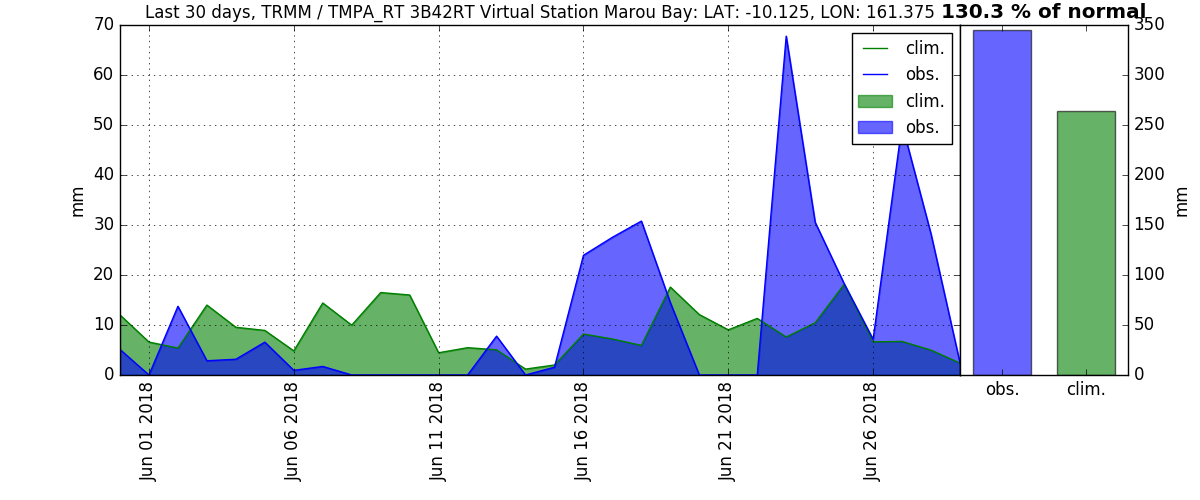 Last 30 days, TRMM / TMPA_RT 3B42RT Virtual Station Marou Bay: LAT: -10.125, LON: 161.375 130.3 % of normal
70
60
50
40
30
20
10
0
mm
clim.
obs.
clim.
obs.
Jun 01 2018
Jun 06 2018
Jun 11 2018
Jun 16 2018
Jun 21 2018
Jun 26 2018
350
300
250
200
150
100
50
0
mm
obs.
clim.